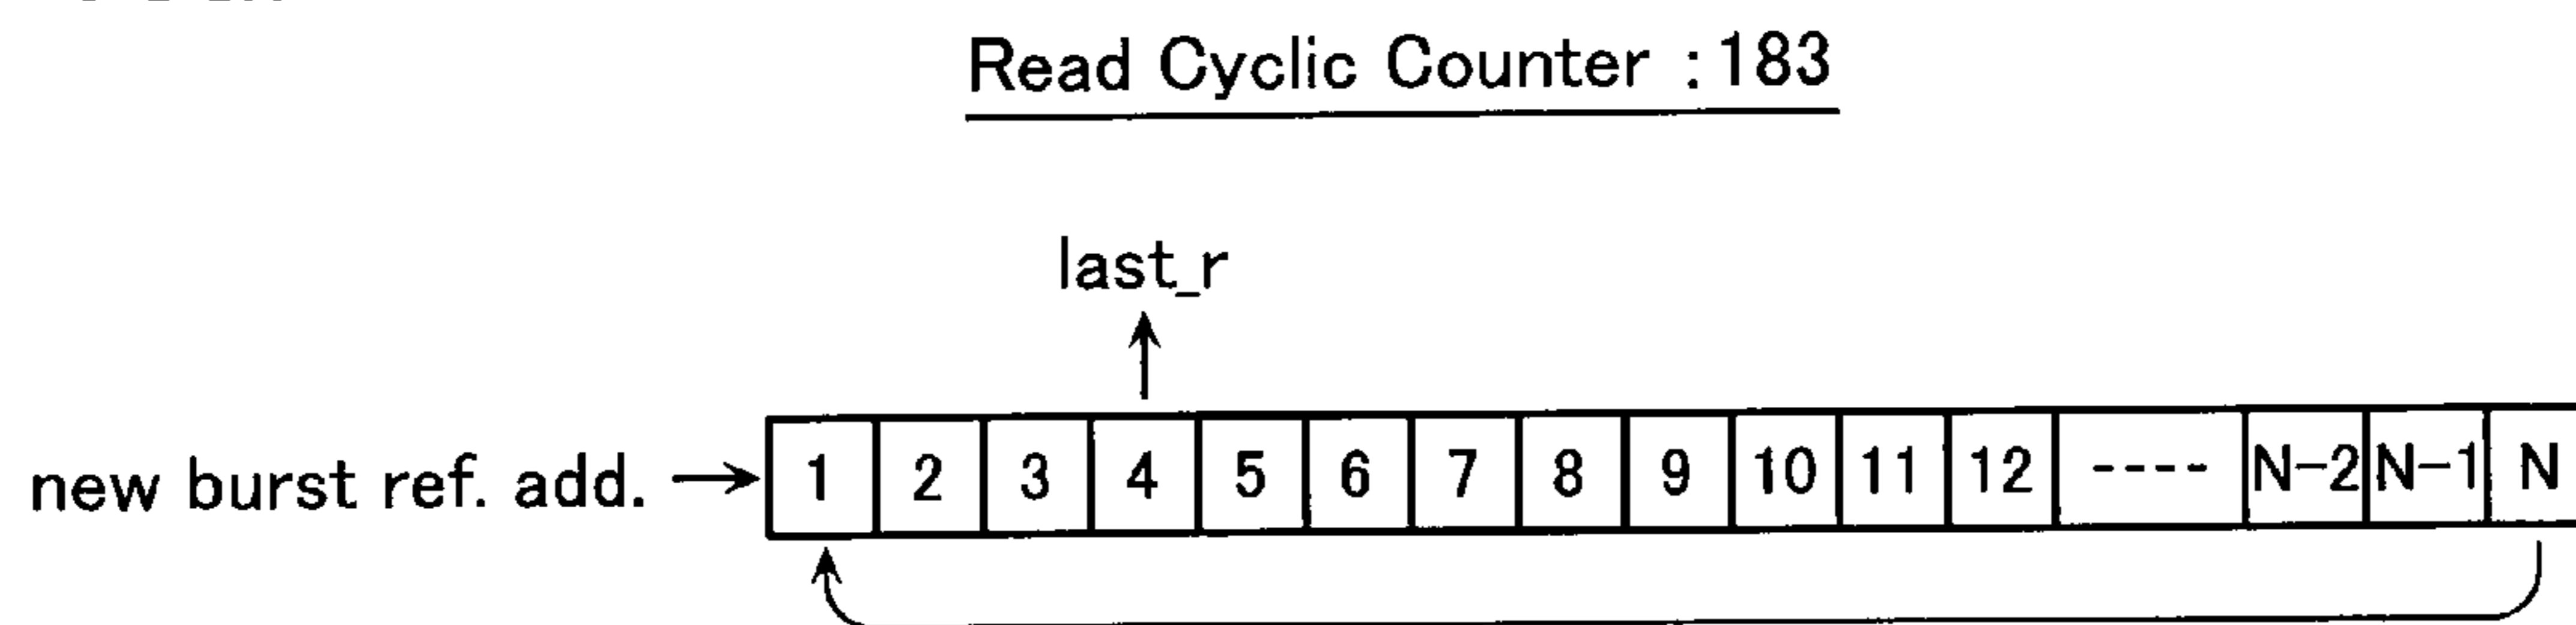 Read Cyclic Counter :183
last_r
new burst ref. add. 1 2 3 4 5 6 7 8 9 10 11 12 ---- N-2 N-1 N